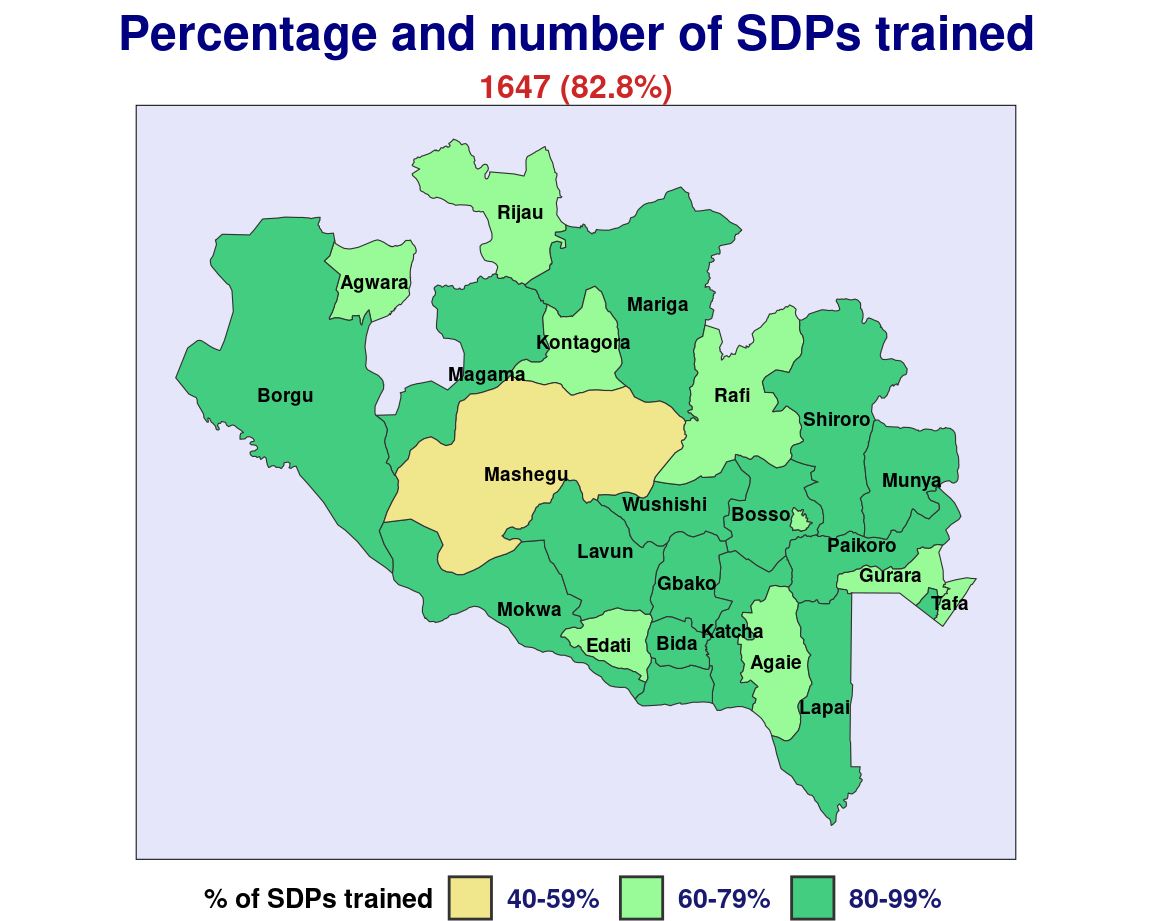 Percentage and number of SDPs trained
1647 (82.8%)
Rijau
Agwara
Mariga
Kontagora
Magama
Borgu
Rafi
Shiroro
Mashegu
Munya
Wushishi
Bosso
Paikoro
Lavun
Gurara
Gbako
Tafa
Mokwa
Katcha
Edati
Bida
Agaie
Lapai
% of SDPs trained 40-59% 60-79% 80-99%